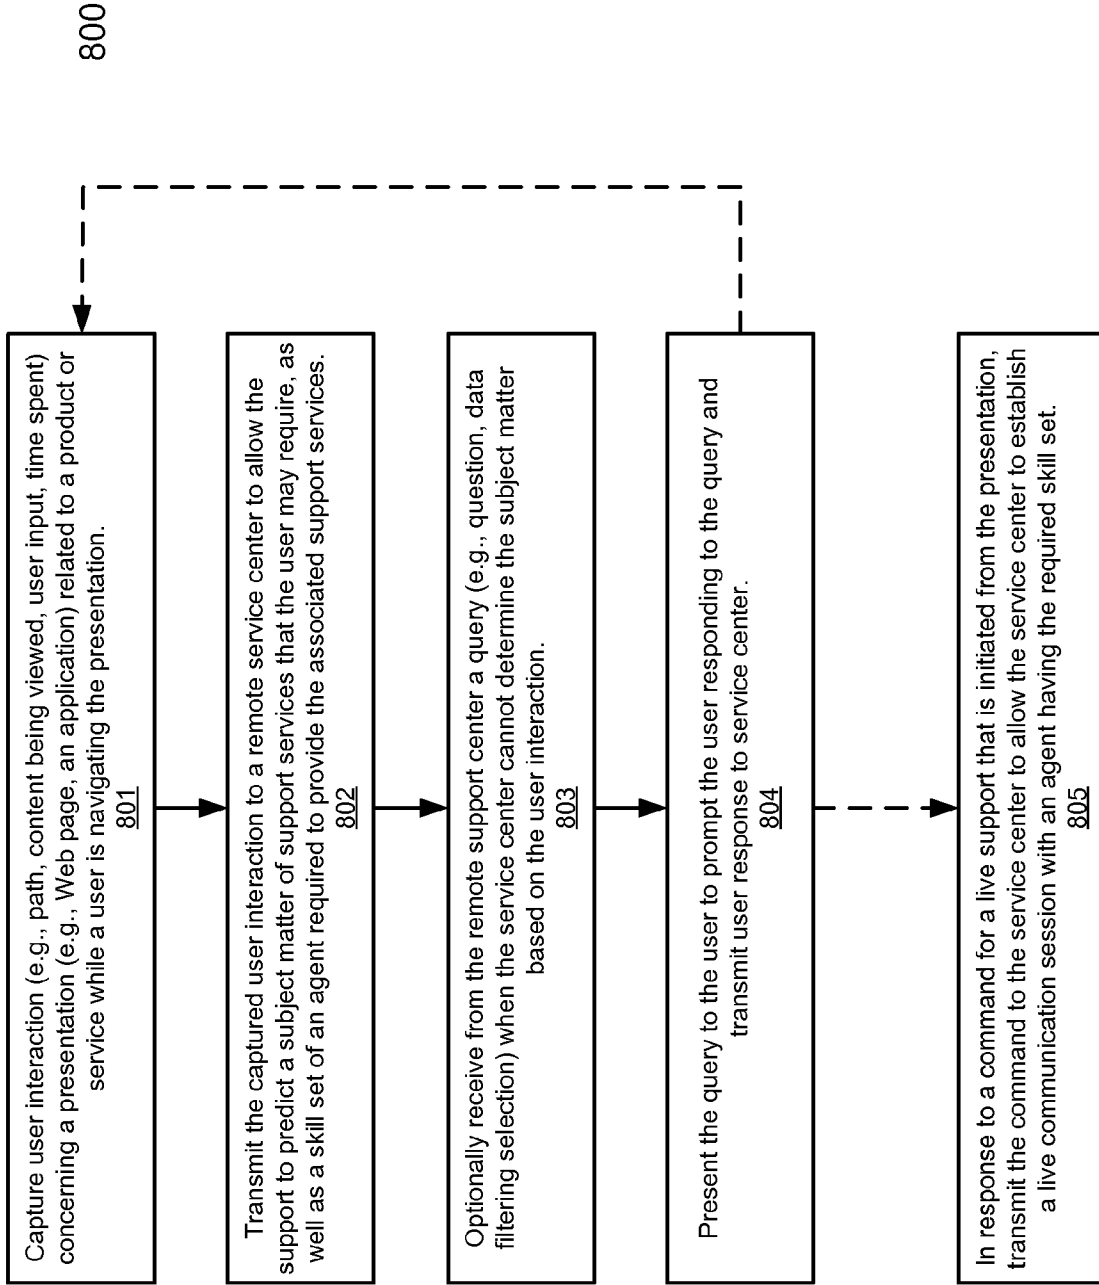 800
Capture user interaction (e.g., path, content being viewed, user input, time spent)
concerning a presentation (e.g., Web page, an application) related to a product or
service while a user is navigating the presentation.
801
Transmit the captured user interaction to a remote service center to allow the
support to predict a subject matter of support services that the user may require, as
well as a skill set of an agent required to provide the associated support services.
802
Optionally receive from the remote support center a query (e.g., question, data
filtering selection) when the service center cannot determine the subject matter
based on the user interaction.
803
Present the query to the user to prompt the user responding to the query and
transmit user response to service center.
804
In response to a command for a live support that is initiated from the presentation,
transmit the command to the service center to allow the service center to establish
a live communication session with an agent having the required skill set.
805